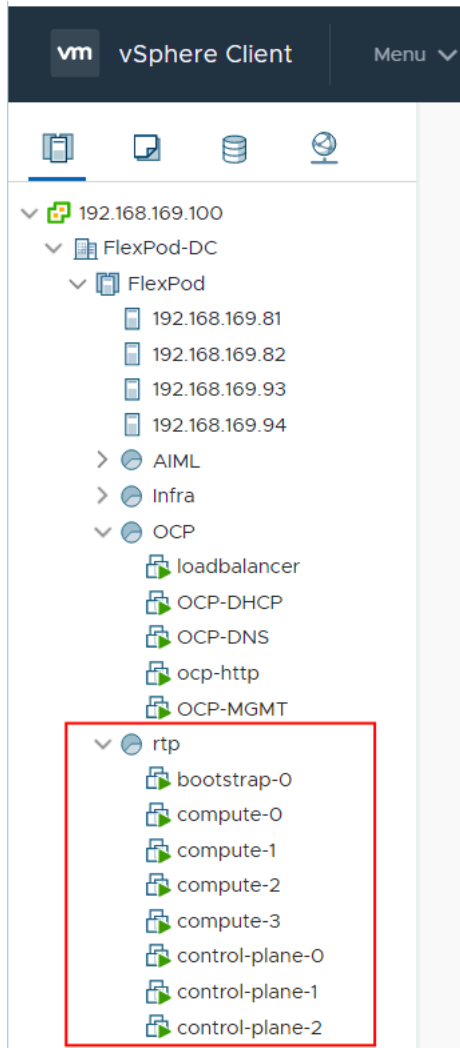 vm vSphere Client Menu
192.168.169.100
FlexPod-DC
FlexPod
192.168.169.81
192.168.169.82
192.168.169.93
192.168.169.94
AIML
Infra
OCP
loadbalancer
OCP-DHCP
OCP-DNS
ocp-http
OCP-MGMT
rtp
bootstrap-0
compute-0
compute-1
compute-2
compute-3
control-plane-0
control-plane-1
control-plane-2